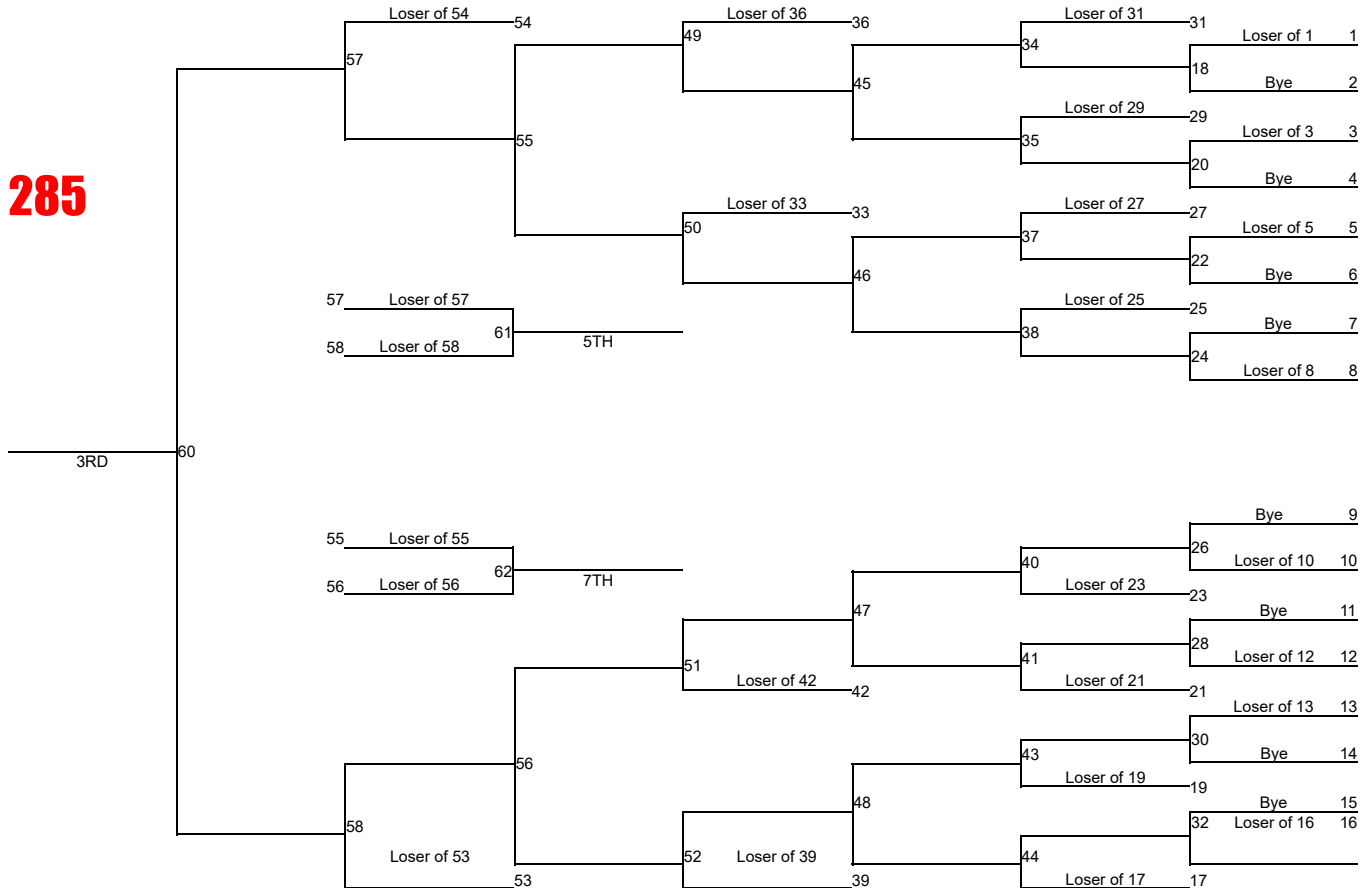 Loser of 54 54 Loser of 36 36 Loser of 31 31
49 34 Loser of 1 1
57 18
45 Bye 2
Loser of 29 29
55 35 Loser of 3 3
20
285 Bye 4
Loser of 33 33 Loser of 27 27
50 37 Loser of 5 5
22
46 Bye 6
57 Loser of 57 Loser of 25 25
61 5TH 38 Bye 7
58 Loser of 58 24
Loser of 8 8
3RD 60
Bye 9
55 Loser of 55 26
62 7TH 40 Loser of 10 10
56 Loser of 56 Loser of 23 23
47 Bye 11
28
51 41 Loser of 12 12
Loser of 42 42 Loser of 21 21
Loser of 13 13
30
56 43 Bye 14
Loser of 19 19
48 Bye 15
58 32 Loser of 16 16
Loser of 53 52 Loser of 39 44
53 39 Loser of 17 17